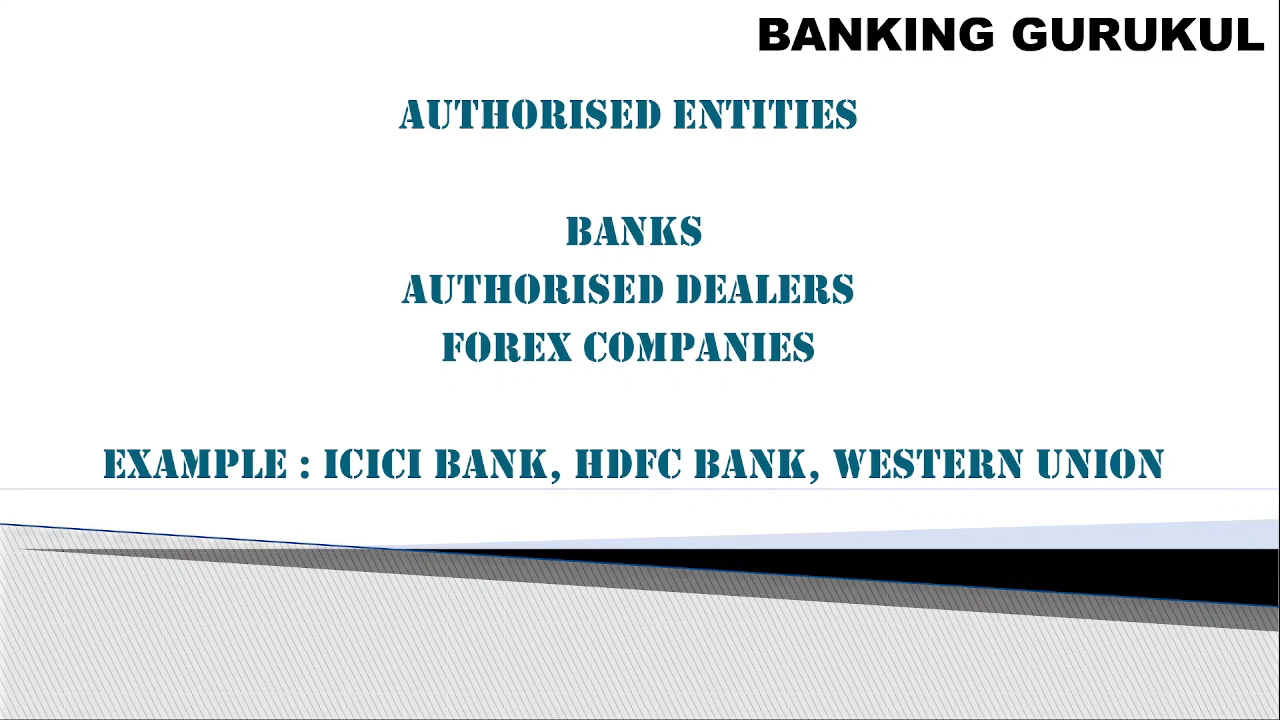 BANKING GURUKUL
AUTHORISED ENTITIES
BANKS
AUTHORISED DEALERS
FOREX COMPANIES
EXAMPLE : ICICI BANK, HDFC BANK, WESTERN UNION